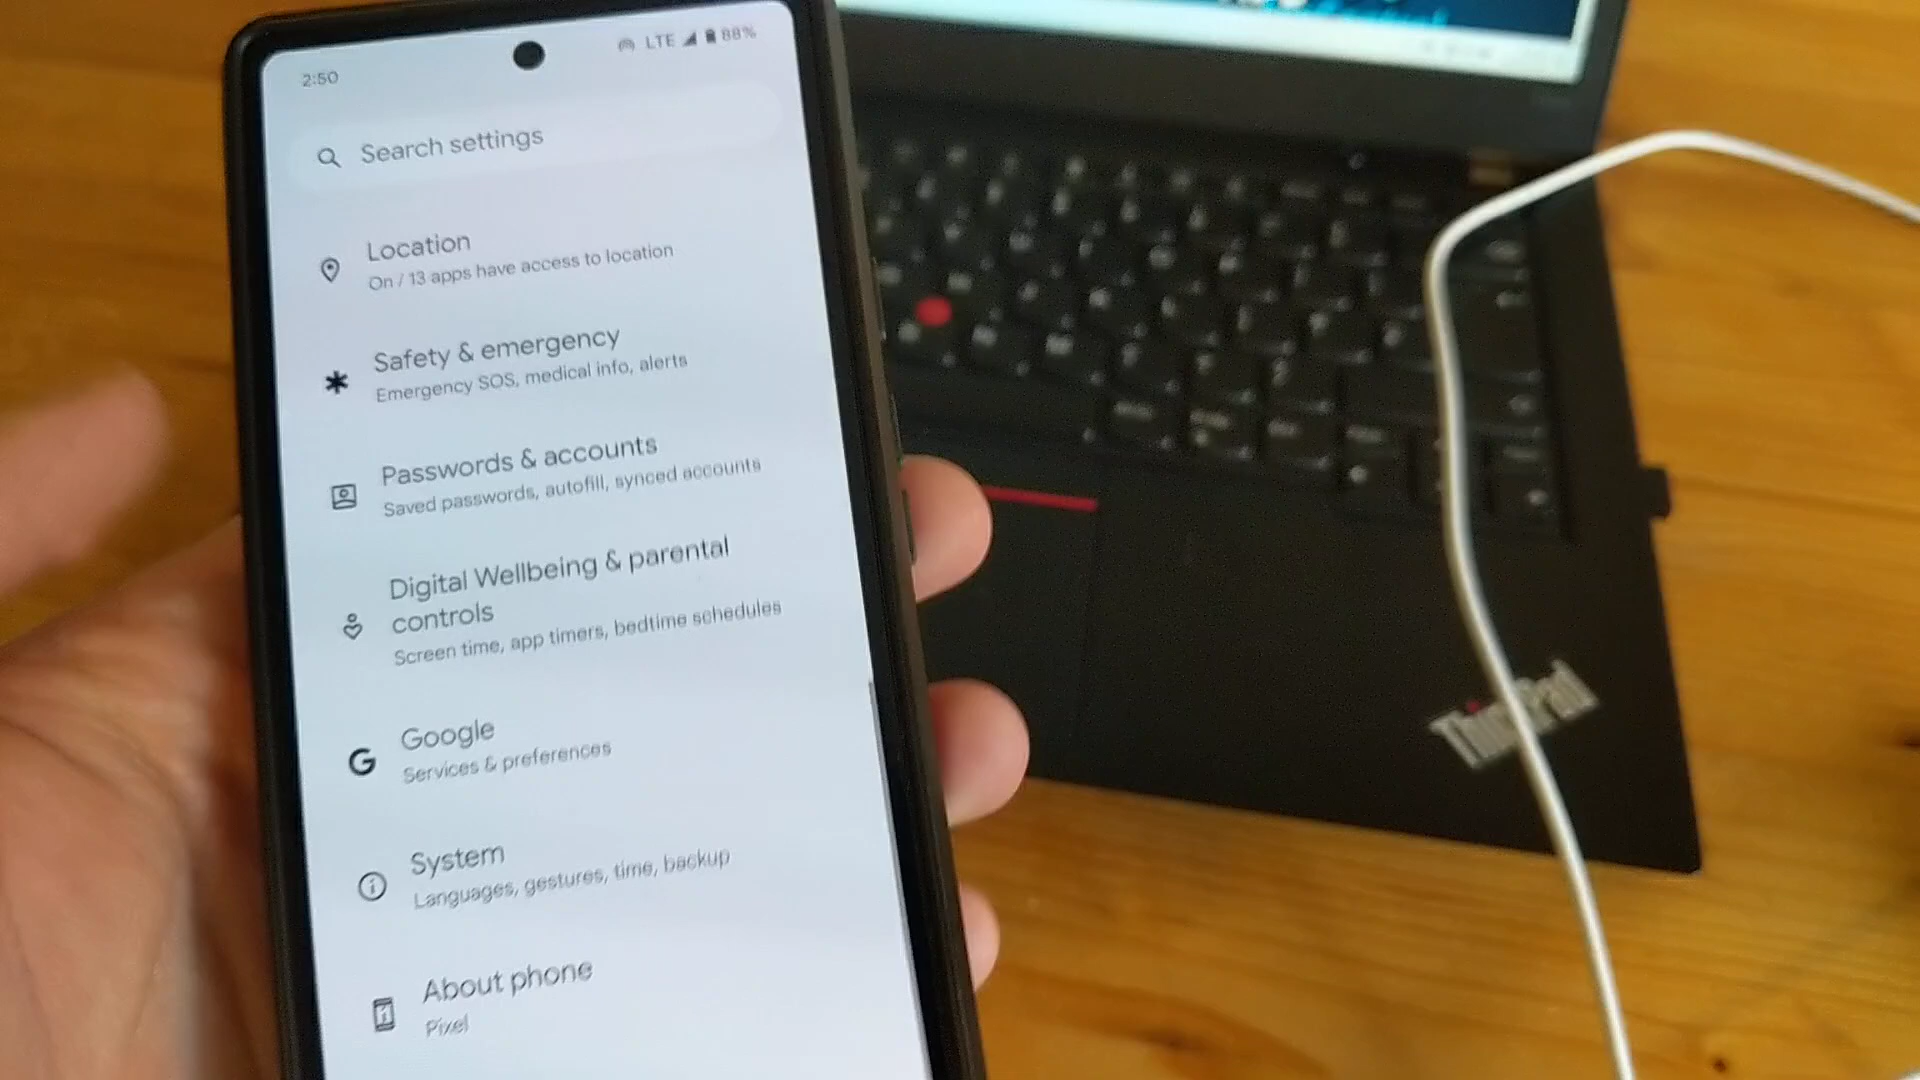 2:50
LTE 88%
Search settings
Location
On / 13 apps have access to location
Safety & emergency
Emergency SOS, medical info, alerts
Passwords & accounts
Saved passwords, autofill, synced accounts
Digital Wellbeing & parental
controls
Screen time, app timers, bedtime schedules
G
Google
Services & preferences
System
Languages, gestures, time, backup
About phone
Pixel
ThinkPad